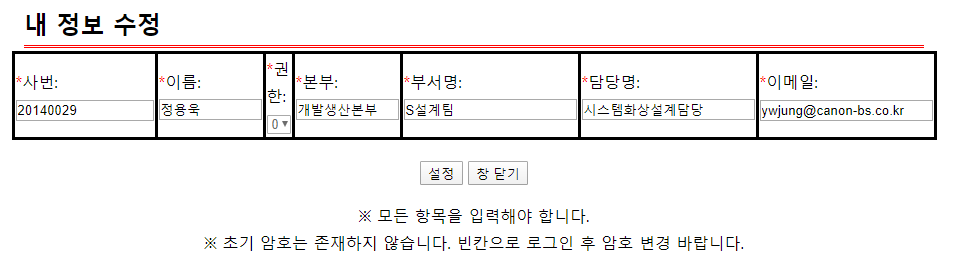 내 정보 수정
*사번: *이름: *권한: *본부: *부서명: *담당명: *이메일:
20140029 정용욱 0 개발생산본부 S설계팀 시스템화상설계담당 ywjung@canon-bs.co.kr
설정 창 닫기
※ 모든 항목을 입력해야 합니다.
※ 초기 암호는 존재하지 않습니다. 빈칸으로 로그인 후 암호 변경 바랍니다.